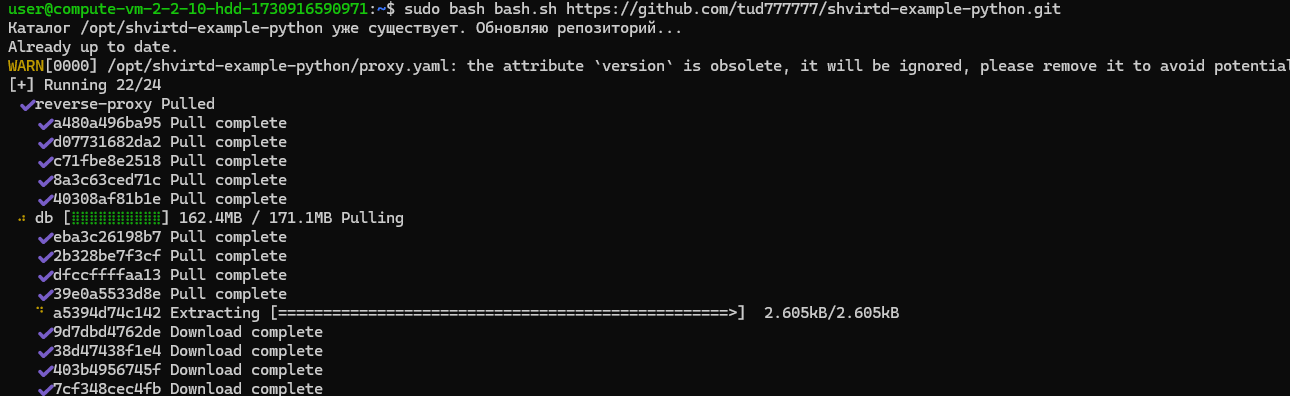 user@compute-vm-2-2-10-hdd-1730916590971:~$ sudo bash bash.sh https://github.com/tud777777/shvirtd-example-python.git
Каталог /opt/shvirtd-example-python уже существует. Обновляю репозиторий...
Already up to date.
WARN[0000] /opt/shvirtd-example-python/proxy.yaml: the attribute `version` is obsolete, it will be ignored, please remove it to avoid potential
[+] Running 22/24
✔reverse-proxy Pulled
✔a480a496ba95 Pull complete
✔d07731682da2 Pull complete
✔c71fbe8e2518 Pull complete
✔8a3c63ced71c Pull complete
✔40308af81b1e Pull complete
db [⣿⣿⣿⣿⣿⣿⣿⣿⣿⣿] 162.4MB / 171.1MB Pulling
✔eba3c26198b7 Pull complete
✔2b328be7f3cf Pull complete
✔dfccffffaa13 Pull complete
✔39e0a5533d8e Pull complete
a5394d74c142 Extracting [==================================================>] 2.605kB/2.605kB
✔9d7dbd4762de Download complete
✔38d47438f1e4 Download complete
✔403b4956745f Download complete
✔7cf348cec4fb Download complete